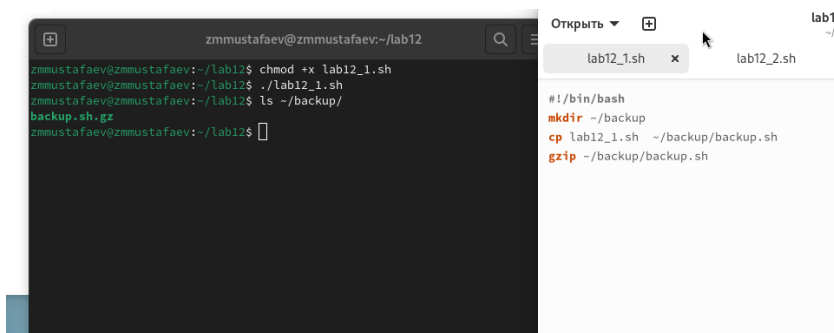 zmmustafaev@zmmustafaev:~/lab12
zmmustafaev@zmmustafaev:~/lab12$ chmod +x lab12_1.sh
zmmustafaev@zmmustafaev:~/lab12$ ./lab12_1.sh
zmmustafaev@zmmustafaev:~/lab12$ ls ~/backup/
backup.sh.gz
zmmustafaev@zmmustafaev:~/lab12$
Открыть
lab1
~/
lab12_1.sh
lab12_2.sh
#!/bin/bash
mkdir ~/backup
cp lab12_1.sh  ~/backup/backup.sh
gzip ~/backup/backup.sh